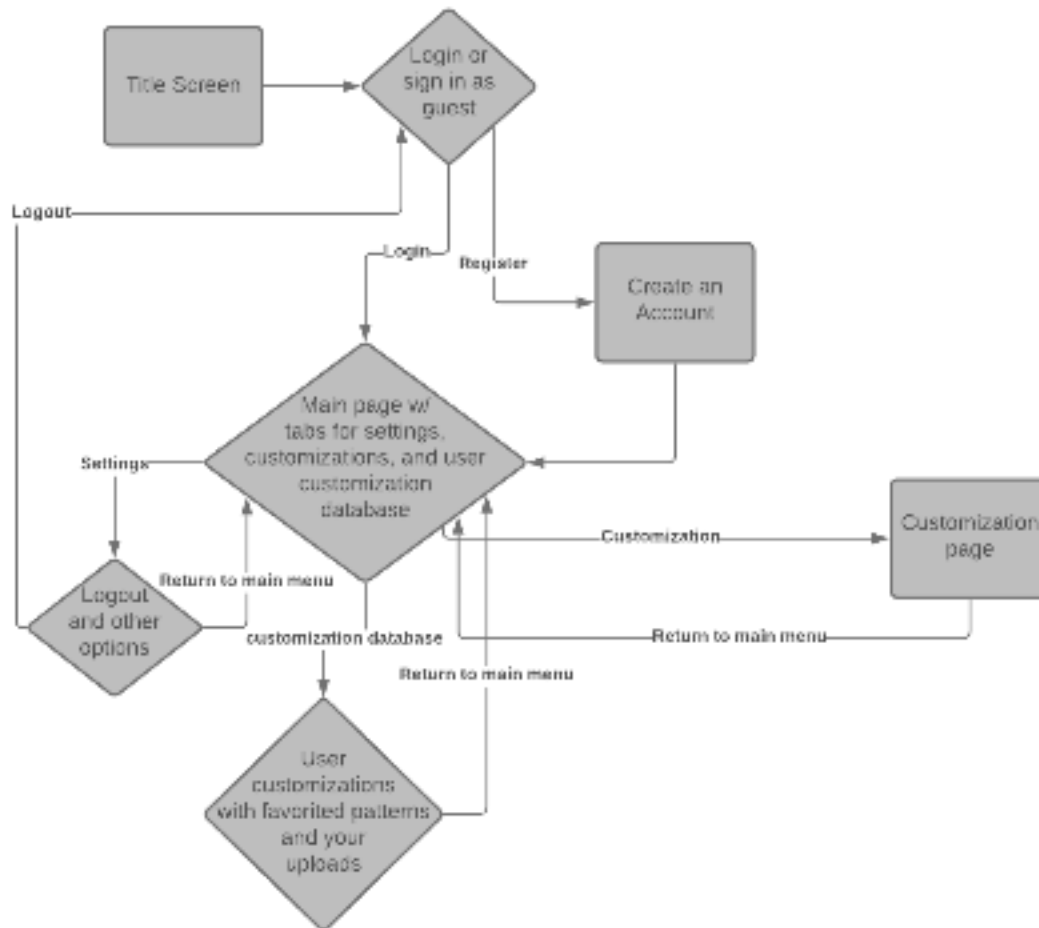 Title Screen
Login or
sign in as
guest
Logout
Login
Register
Create an
Account
Main page w/
tabs for settings,
customizations, and user
customization
database
Settings
Customization
Customization
page
Logout
and other
options
Return to main menu
customization database
Return to main menu
Return to main menu
User
customizations
with favorited patterns
and your
uploads